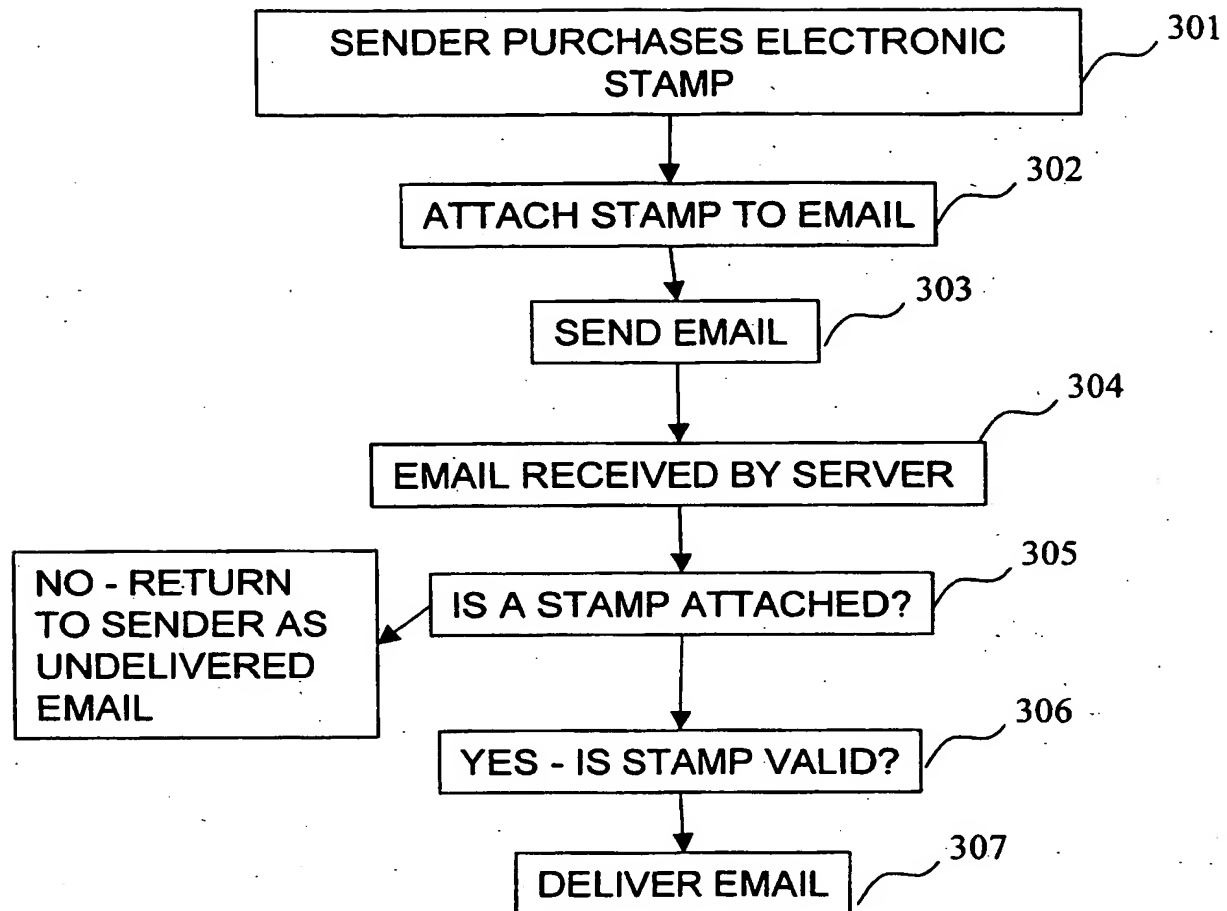 SENDER PURCHASES ELECTRONIC
STAMP
301
ATTACH STAMP TO EMAIL
302
SEND EMAIL
303
EMAIL RECEIVED BY SERVER
304
NO - RETURN
TO SENDER AS
UNDELIVERED
EMAIL
IS A STAMP ATTACHED?
305
YES - IS STAMP VALID?
306
DELIVER EMAIL
307